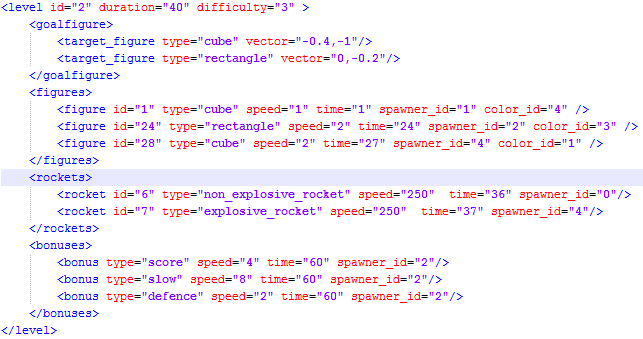 <level id="2" duration="40" difficulty="3" >
<goalfigure>
<target_figure type="cube" vector="-0.4,-1"/>
<target_figure type="rectangle" vector="0,-0.2"/>
</goalfigure>
<figures>
<figure id="1" type="cube" speed="1" time="1" spawner_id="1" color_id="4" />
<figure id="24" type="rectangle" speed="2" time="24" spawner_id="2" color_id="3" />
<figure id="28" type="cube" speed="2" time="27" spawner_id="4" color_id="1" />
</figures>
<rockets>
<rocket id="6" type="non_explosive_rocket" speed="250"  time="36" spawner_id="0"/>
<rocket id="7" type="explosive_rocket" speed="250"  time="37" spawner_id="4"/>
</rockets>
<bonuses>
<bonus type="score" speed="4" time="60" spawner_id="2"/>
<bonus type="slow" speed="8" time="60" spawner_id="2"/>
<bonus type="defence" speed="2" time="60" spawner_id="2"/>
</bonuses>
</level>